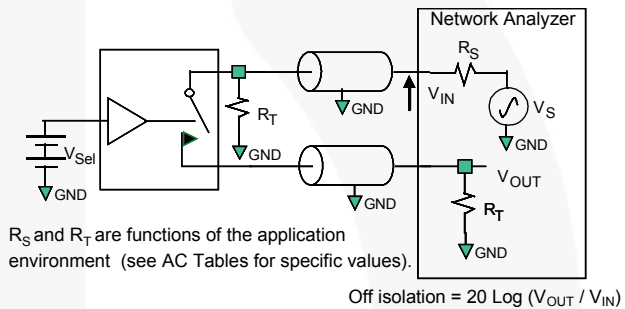 Network Analyzer
RS
VIN
VS
GND
GND
RT
GND
VSel
GND
GND
VOUT
RT
GND
RS and RT are functions of the application
environment (see AC Tables for specific values).
Off isolation = 20 Log (VOUT / VIN)